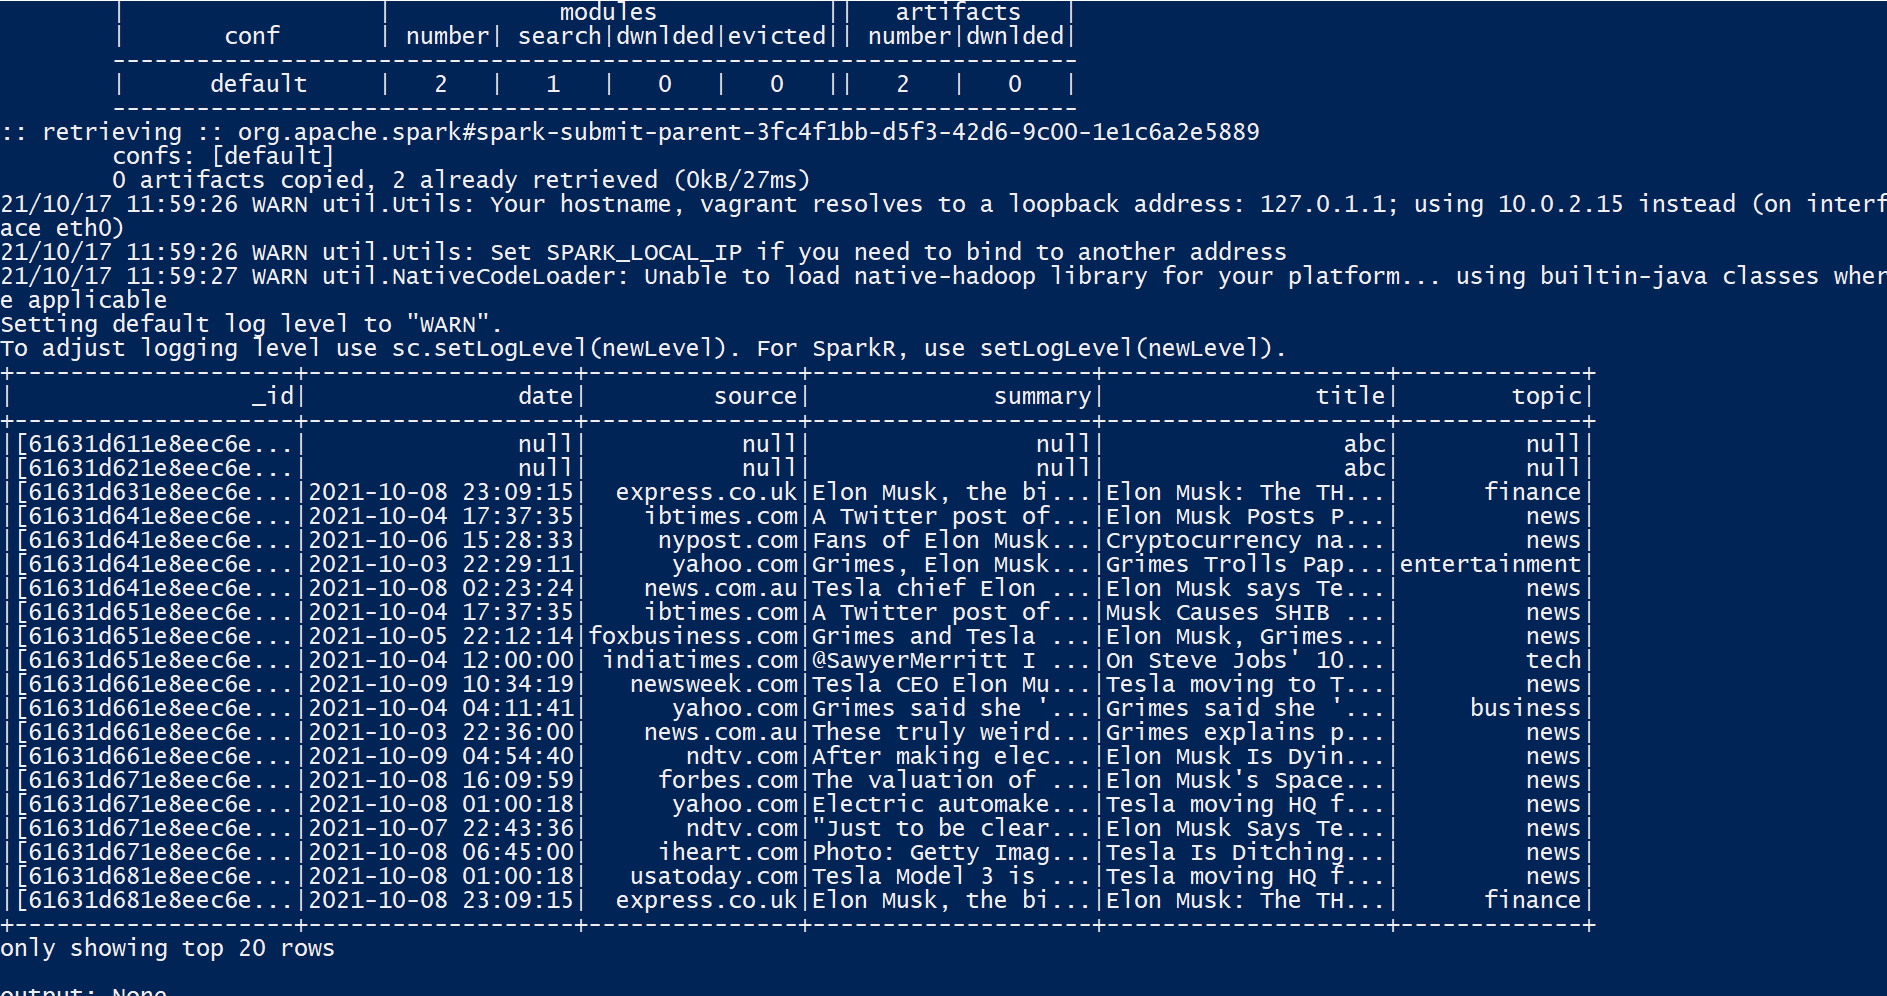 |                  |            modules            ||   artifacts   |
|       conf       | number| search|dwnlded|evicted|| number|dwnlded|
---------------------------------------------------------------------
|      default     |   2   |   1   |   0   |   0   ||   2   |   0   |
---------------------------------------------------------------------
:: retrieving :: org.apache.spark#spark-submit-parent-3fc4f1bb-d5f3-42d6-9c00-1e1c6a2e5889
confs: [default]
0 artifacts copied, 2 already retrieved (0kB/27ms)
21/10/17 11:59:26 WARN util.Utils: Your hostname, vagrant resolves to a loopback address: 127.0.1.1; using 10.0.2.15 instead (on interf
ace eth0)
21/10/17 11:59:26 WARN util.Utils: Set SPARK_LOCAL_IP if you need to bind to another address
21/10/17 11:59:27 WARN util.NativeCodeLoader: Unable to load native-hadoop library for your platform... using builtin-java classes wher
e applicable
Setting default log level to "WARN".
To adjust logging level use sc.setLogLevel(newLevel). For SparkR, use setLogLevel(newLevel).
+--------------------+-------------------+---------------+--------------------+--------------------+-------------+
|                 _id|               date|         source|             summary|               title|        topic|
+--------------------+-------------------+---------------+--------------------+--------------------+-------------+
|[61631d611e8eec6e...|               null|           null|                null|                 abc|         null|
|[61631d621e8eec6e...|               null|           null|                null|                 abc|         null|
|[61631d631e8eec6e...|2021-10-08 23:09:15|  express.co.uk|Elon Musk, the bi...|Elon Musk: The TH...|      finance|
|[61631d641e8eec6e...|2021-10-04 17:37:35|    ibtimes.com|A Twitter post of...|Elon Musk Posts P...|         news|
|[61631d641e8eec6e...|2021-10-06 15:28:33|     nypost.com|Fans of Elon Musk...|Cryptocurrency na...|         news|
|[61631d641e8eec6e...|2021-10-03 22:29:11|      yahoo.com|Grimes, Elon Musk...|Grimes Trolls Pap...|entertainment|
|[61631d641e8eec6e...|2021-10-08 02:23:24|    news.com.au|Tesla chief Elon ...|Elon Musk says Te...|         news|
|[61631d651e8eec6e...|2021-10-04 17:37:35|    ibtimes.com|A Twitter post of...|Musk Causes SHIB ...|         news|
|[61631d651e8eec6e...|2021-10-05 22:12:14|foxbusiness.com|Grimes and Tesla ...|Elon Musk, Grimes...|         news|
|[61631d651e8eec6e...|2021-10-04 12:00:00| indiatimes.com|@SawyerMerritt I ...|On Steve Jobs' 10...|         tech|
|[61631d661e8eec6e...|2021-10-09 10:34:19|   newsweek.com|Tesla CEO Elon Mu...|Tesla moving to T...|         news|
|[61631d661e8eec6e...|2021-10-04 04:11:41|      yahoo.com|Grimes said she '...|Grimes said she '...|     business|
|[61631d661e8eec6e...|2021-10-03 22:36:00|    news.com.au|These truly weird...|Grimes explains p...|         news|
|[61631d661e8eec6e...|2021-10-09 04:54:40|       ndtv.com|After making elec...|Elon Musk Is Dyin...|         news|
|[61631d671e8eec6e...|2021-10-08 16:09:59|     forbes.com|The valuation of ...|Elon Musk's Space...|         news|
|[61631d671e8eec6e...|2021-10-08 01:00:18|      yahoo.com|Electric automake...|Tesla moving HQ f...|         news|
|[61631d671e8eec6e...|2021-10-07 22:43:36|       ndtv.com|"Just to be clear...|Elon Musk Says Te...|         news|
|[61631d671e8eec6e...|2021-10-08 06:45:00|     iheart.com|Photo: Getty Imag...|Tesla Is Ditching...|         news|
|[61631d681e8eec6e...|2021-10-08 01:00:18|   usatoday.com|Tesla Model 3 is ...|Tesla moving HQ f...|         news|
|[61631d681e8eec6e...|2021-10-08 23:09:15|  express.co.uk|Elon Musk, the bi...|Elon Musk: The TH...|      finance|
+--------------------+-------------------+---------------+--------------------+--------------------+-------------+
only showing top 20 rows
output: None